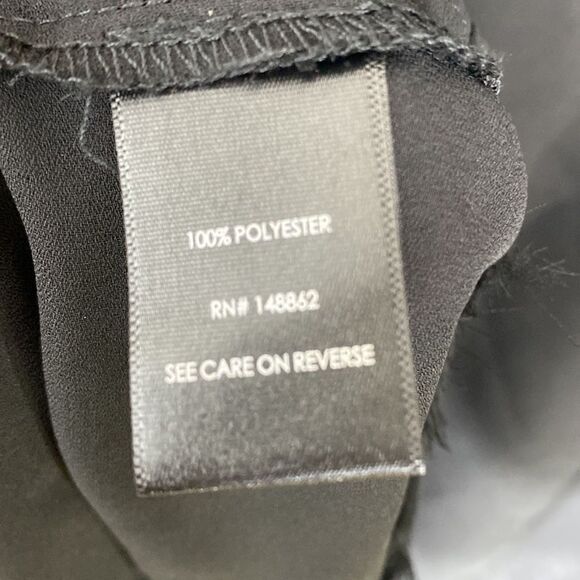 100% POLYESTER
RN# 148862
SEE CARE ON REVERSE